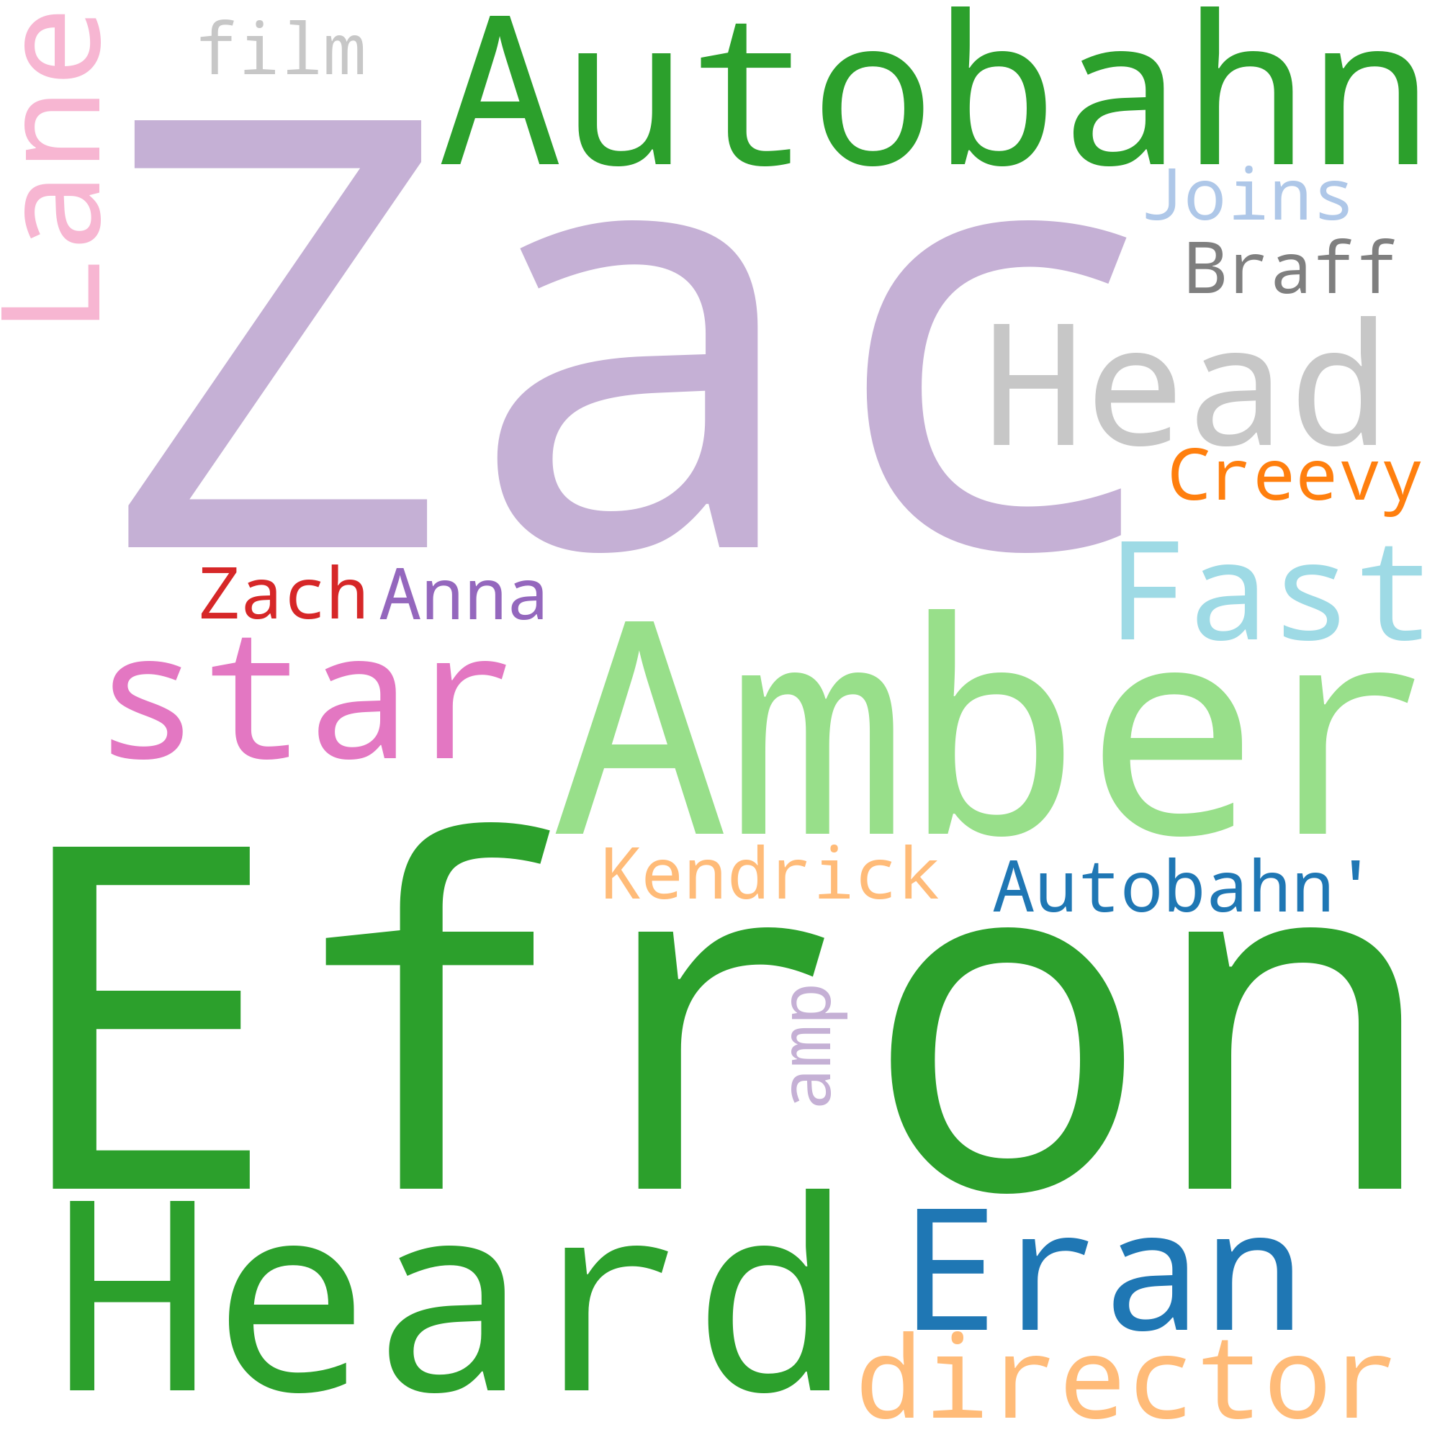 Lane
film
Autobahn
Zac
Joins
Braff
Head
Creevy
Zach
Anna
Fast
star
Amber
Kendrick
Autobahn'
Efron
amp
Heard
Eran
director